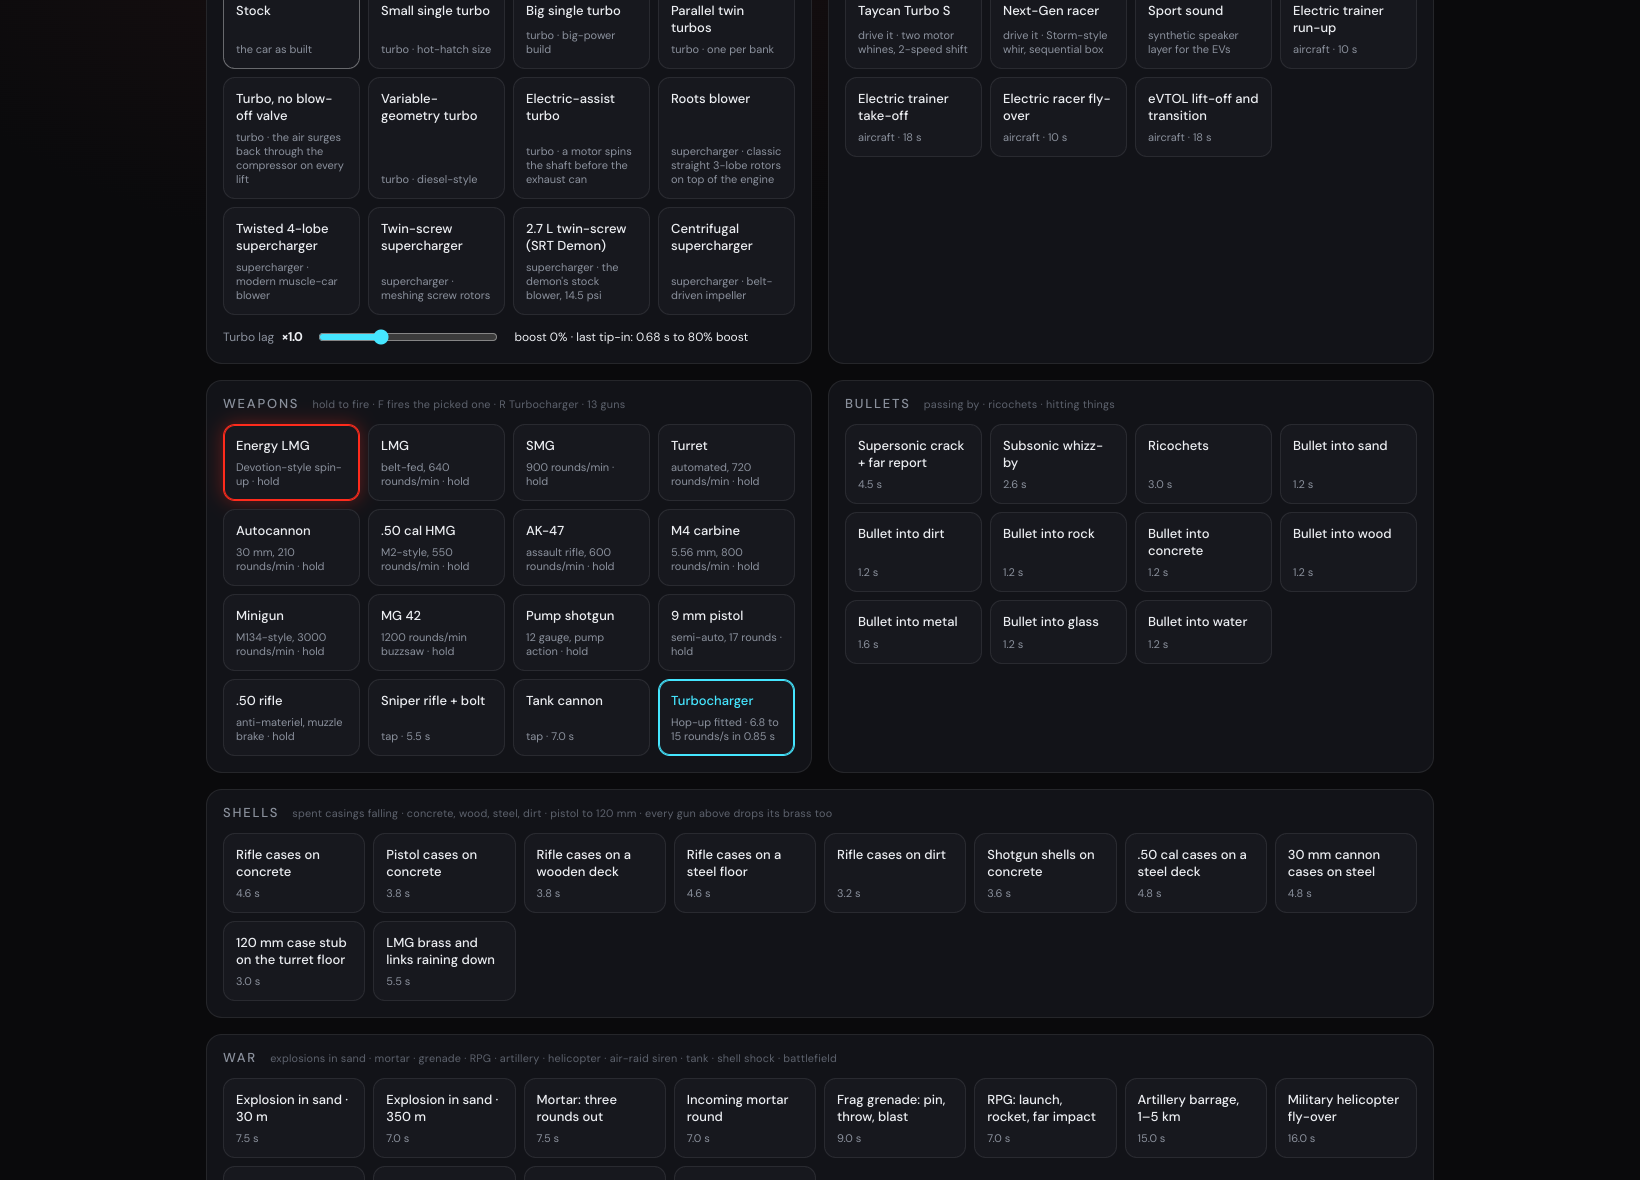 Stock
the car as built
Small single turbo
turbo · hot-hatch size
Big single turbo
turbo · big-power
build
Parallel twin
turbos
turbo · one per bank
Turbo, no blow-
off valve
turbo · the air surges
back through the
compressor on every
lift
Variable-
geometry turbo
turbo · diesel-style
Electric-assist
turbo
turbo · a motor spins
the shaft before the
exhaust can
Roots blower
supercharger · classic
straight 3-lobe rotors
on top of the engine
Twisted 4-lobe
supercharger
supercharger ·
modern muscle-car
blower
Twin-screw
supercharger
supercharger ·
meshing screw rotors
2.7 L twin-screw
(SRT Demon)
supercharger · the
demon's stock
blower, 14.5 psi
Centrifugal
supercharger
supercharger · belt-
driven impeller
Turbo lag ×1.0 boost 0% · last tip-in: 0.68 s to 80% boost
Taycan Turbo S
drive it · two motor
whines, 2-speed shift
Next-Gen racer
drive it · Storm-style
whir, sequential box
Sport sound
synthetic speaker
layer for the EVs
Electric trainer
run-up
aircraft · 10 s
Electric trainer
take-off
aircraft · 18 s
Electric racer fly-
over
aircraft · 10 s
eVTOL lift-off and
transition
aircraft · 18 s
WEAPONS hold to fire · F fires the picked one · R Turbocharger · 13 guns
Energy LMG
Devotion-style spin-
up · hold
LMG
belt-fed, 640
rounds/min · hold
SMG
900 rounds/min ·
hold
Turret
automated, 720
rounds/min · hold
Autocannon
30 mm, 210
rounds/min · hold
.50 cal HMG
M2-style, 550
rounds/min · hold
AK-47
assault rifle, 600
rounds/min · hold
M4 carbine
5.56 mm, 800
rounds/min · hold
Minigun
M134-style, 3000
rounds/min · hold
MG 42
1200 rounds/min
buzzsaw · hold
Pump shotgun
12 gauge, pump
action · hold
9 mm pistol
semi-auto, 17 rounds ·
hold
.50 rifle
anti-materiel, muzzle
brake · hold
Sniper rifle + bolt
tap · 5.5 s
Tank cannon
tap · 7.0 s
Turbocharger
Hop-up fitted · 6.8 to
15 rounds/s in 0.85 s
BULLETS passing by · ricochets · hitting things
Supersonic crack
+ far report
4.5 s
Subsonic whizz-
by
2.6 s
Ricochets
3.0 s
Bullet into sand
1.2 s
Bullet into dirt
1.2 s
Bullet into rock
1.2 s
Bullet into
concrete
1.2 s
Bullet into wood
1.2 s
Bullet into metal
1.6 s
Bullet into glass
1.2 s
Bullet into water
1.2 s
SHELLS spent casings falling · concrete, wood, steel, dirt · pistol to 120 mm · every gun above drops its brass too
Rifle cases on
concrete
4.6 s
Pistol cases on
concrete
3.8 s
Rifle cases on a
wooden deck
3.8 s
Rifle cases on a
steel floor
4.6 s
Rifle cases on dirt
3.2 s
Shotgun shells on
concrete
3.6 s
.50 cal cases on a
steel deck
4.8 s
30 mm cannon
cases on steel
4.8 s
120 mm case stub
on the turret floor
3.0 s
LMG brass and
links raining down
5.5 s
WAR explosions in sand · mortar · grenade · RPG · artillery · helicopter · air-raid siren · tank · shell shock · battlefield
Explosion in sand ·
30 m
7.5 s
Explosion in sand ·
350 m
7.0 s
Mortar: three
rounds out
7.5 s
Incoming mortar
round
7.0 s
Frag grenade: pin,
throw, blast
9.0 s
RPG: launch,
rocket, far impact
7.0 s
Artillery barrage,
1–5 km
15.0 s
Military helicopter
fly-over
16.0 s